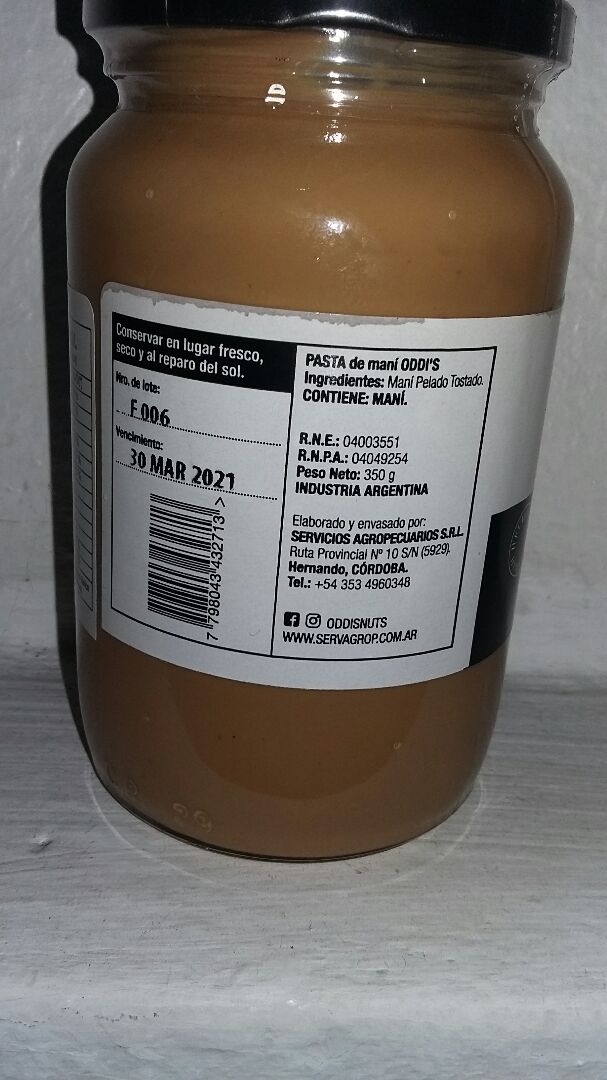 Conservar en lugar fresco,
seco y al reparo del sol.
Nro. de lote:
F 006
Vencimiento:
30 MAR 2021
7 798043 432713 >
PASTA de maní ODDI'S
Ingredientes: Maní Pelado Tostado.
CONTIENE: MANÍ.
R.N.E.: 04003551
R.N.P.A.: 04049254
Peso Neto: 350 g
INDUSTRIA ARGENTINA
Elaborado y envasado por:
SERVICIOS AGROPECUARIOS S.R.L.
Ruta Provincial Nº 10 S/N (5929).
Hernando, CÓRDOBA.
Tel.: +54 353 4960348
ODDISNUTS
WWW.SERVAGROP.COM.AR